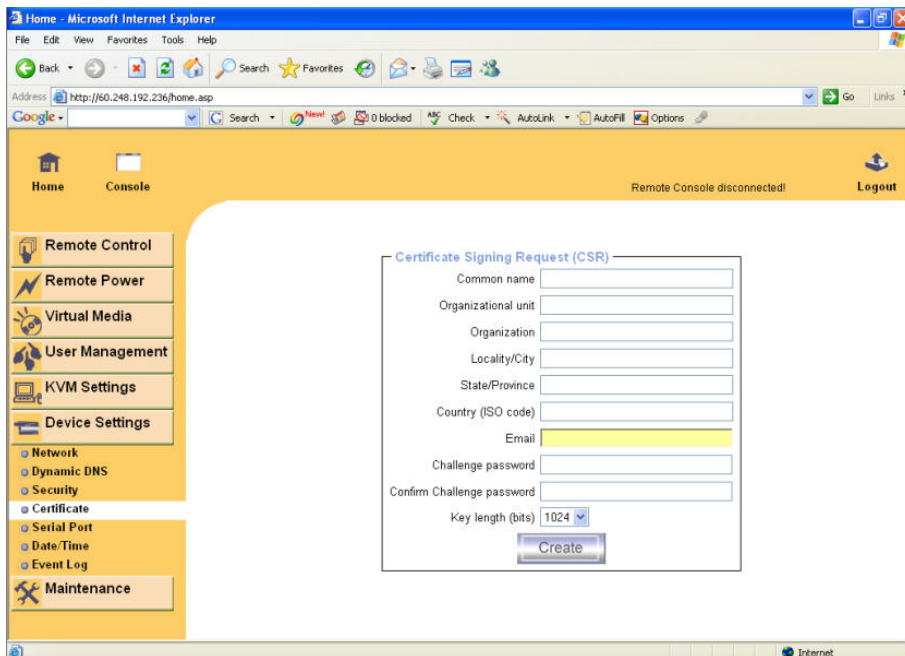 Home - Microsoft Internet Explorer
File Edit View Favorites Tools Help
Back Search Favorites
Address http://60.248.192.236/home.asp Go Links
Google Search New! 0 blocked ABC Check AutoLink AutoFill Options
Home Console Remote Console disconnected! Logout
Remote Control
Remote Power
Virtual Media
User Management
KVM Settings
Device Settings
Network
Dynamic DNS
Security
Certificate
Serial Port
Date/Time
Event Log
Maintenance
Certificate Signing Request (CSR)
Common name
Organizational unit
Organization
Locality/City
State/Province
Country (ISO code)
Email
Challenge password
Confirm Challenge password
Key length (bits) 1024
Create
Internet